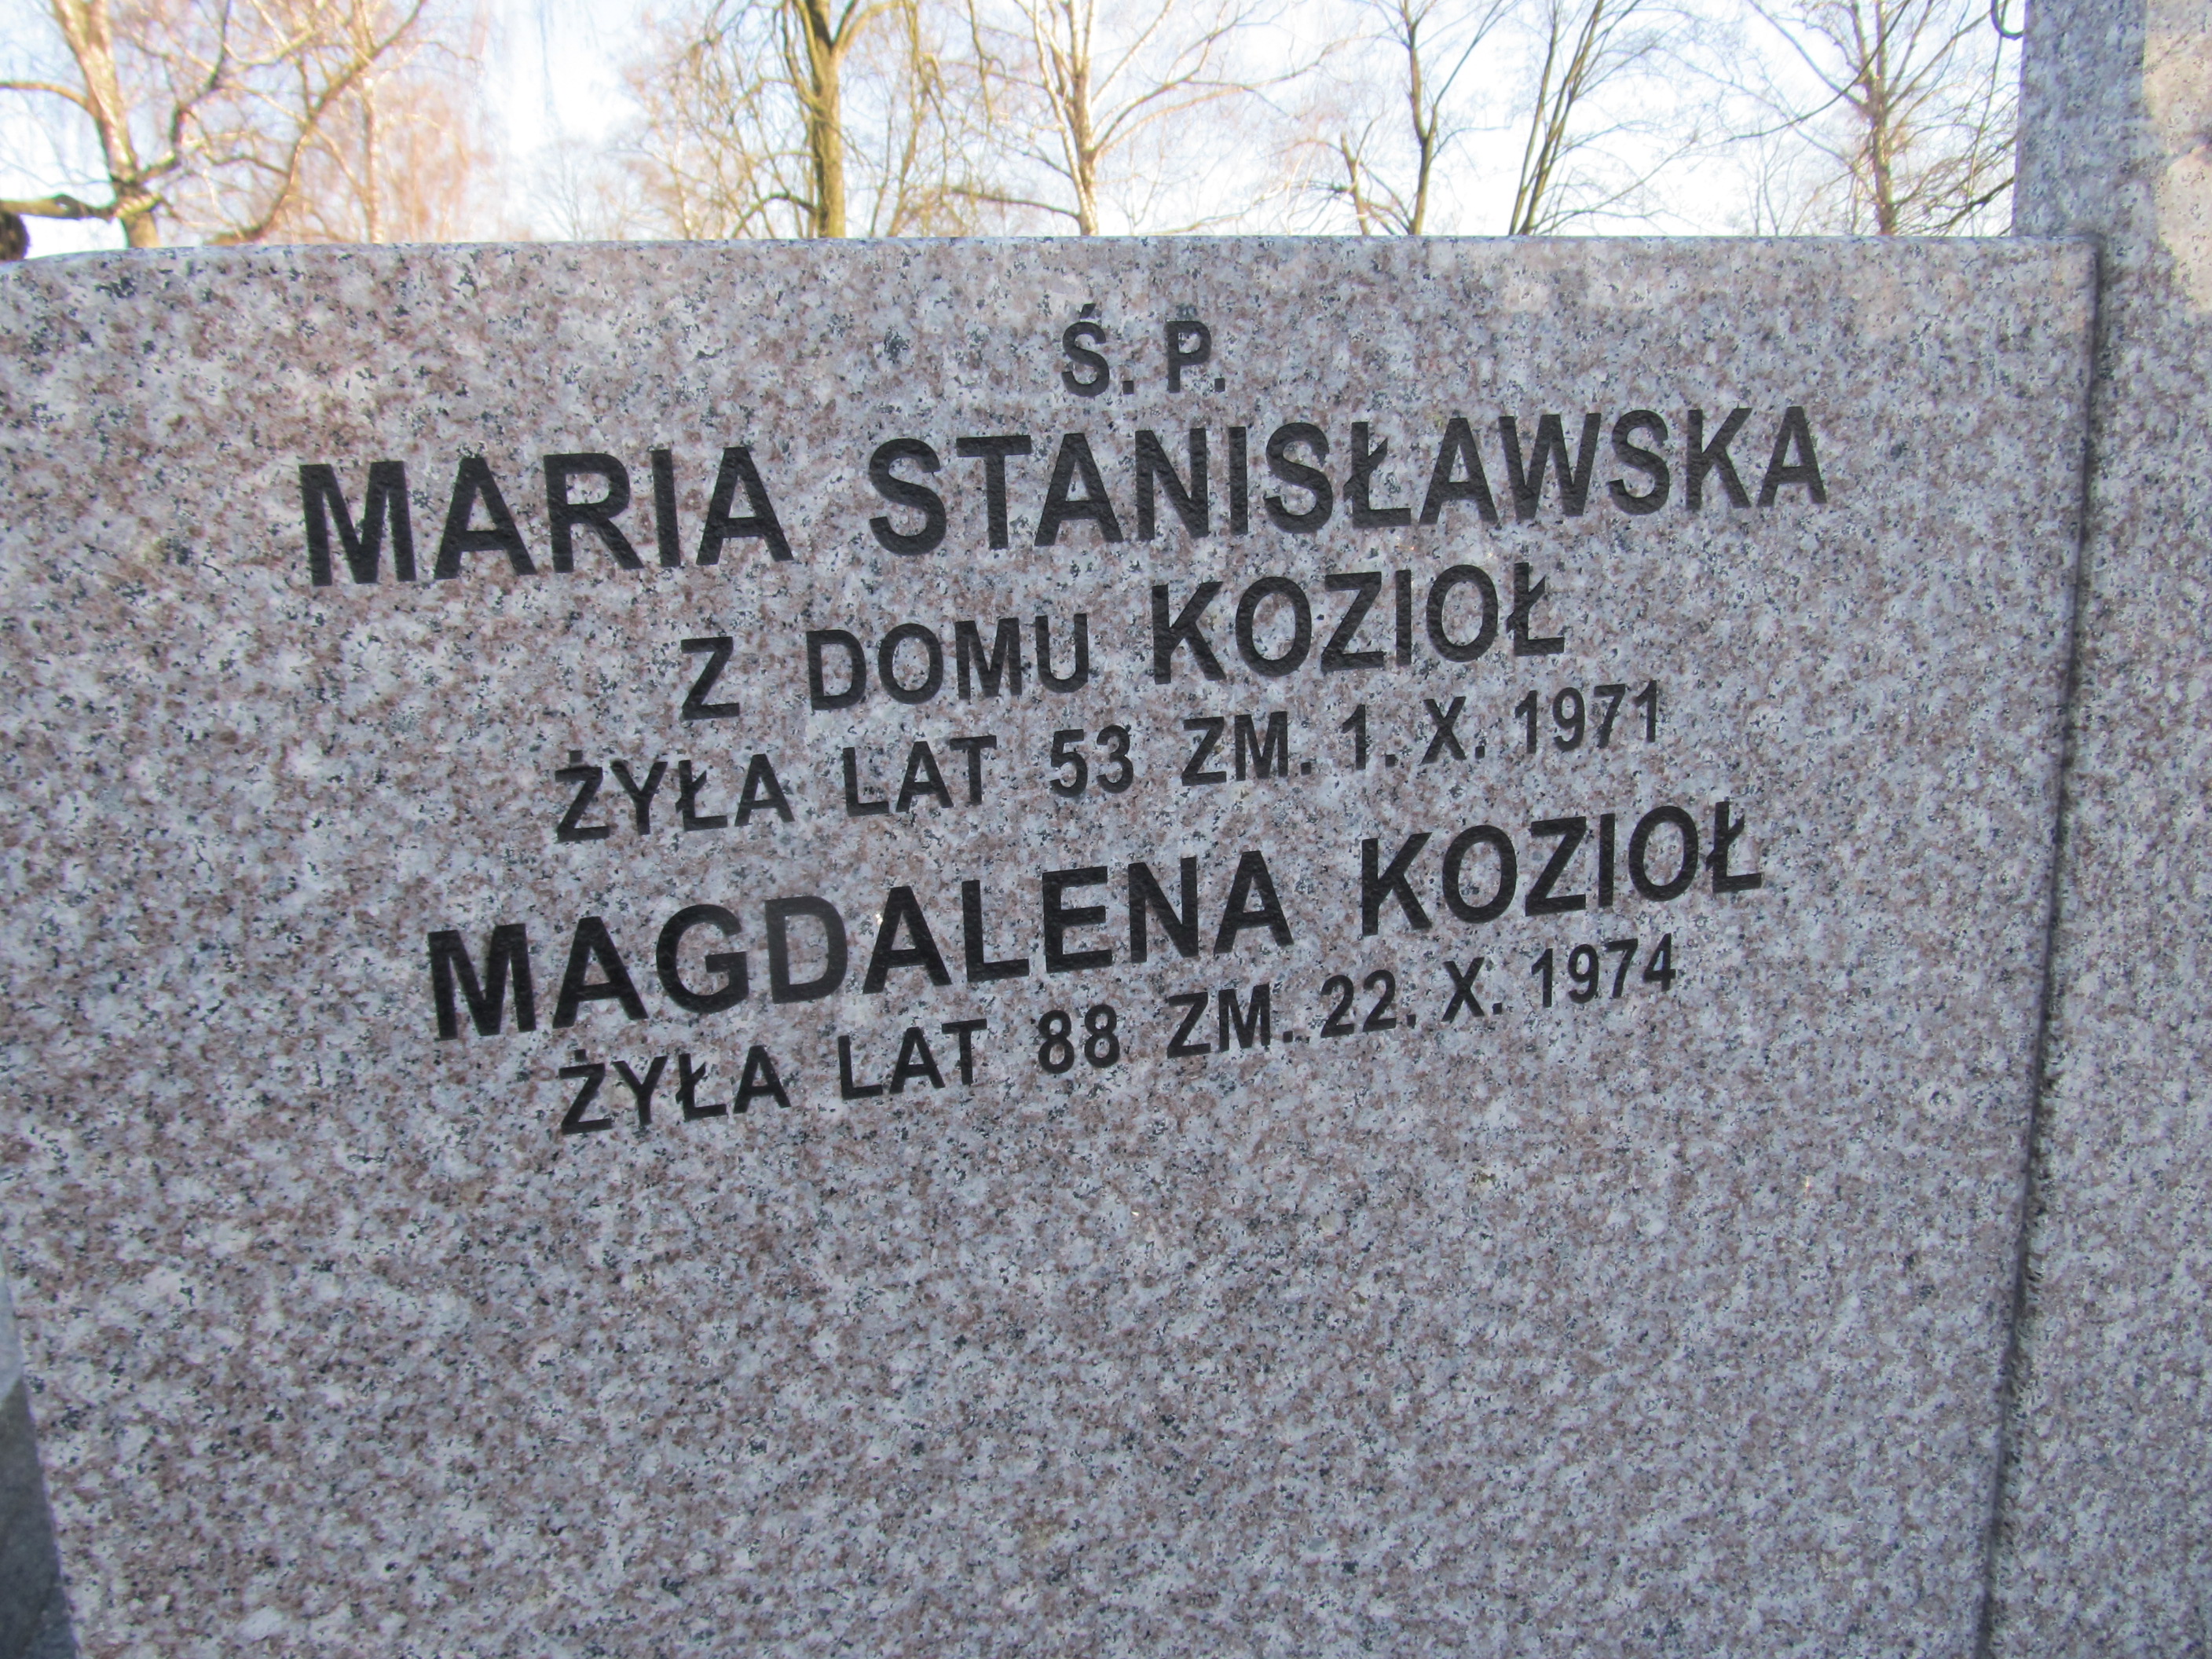 Ś. P.
MARIA STANISŁAWSKA
Z DOMU KOZIOŁ
ŻYŁA LAT 53 ZM. 1. X. 1971
MAGDALENA KOZIOŁ
ŻYŁA LAT 88 ZM. 22. X. 1974